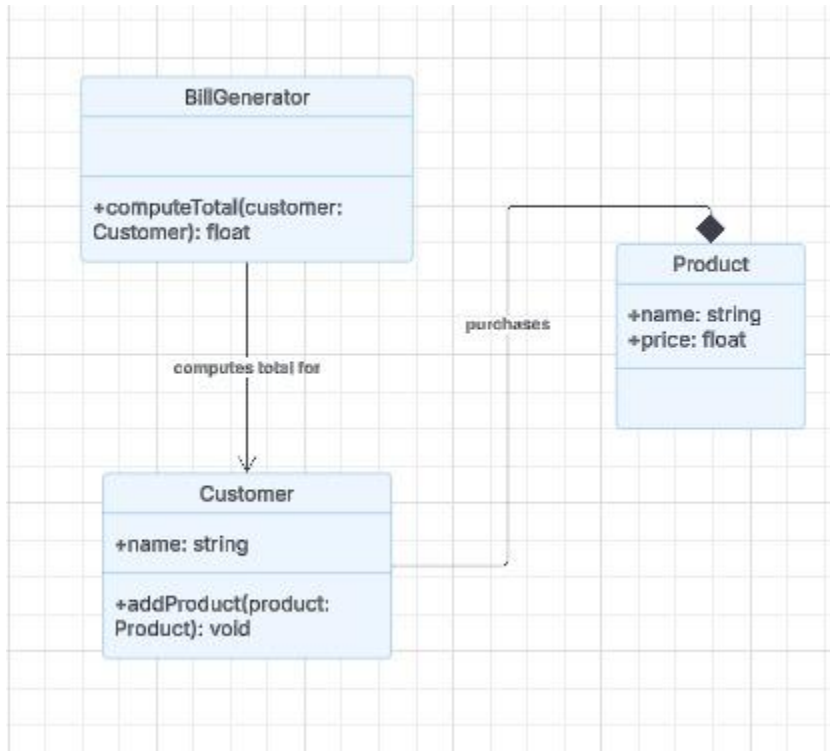 BillGenerator
+computeTotal(customer:
Customer): float
Product
+name: string
+price: float
purchases
computes total for
Customer
+name: string
+addProduct(product:
Product): void